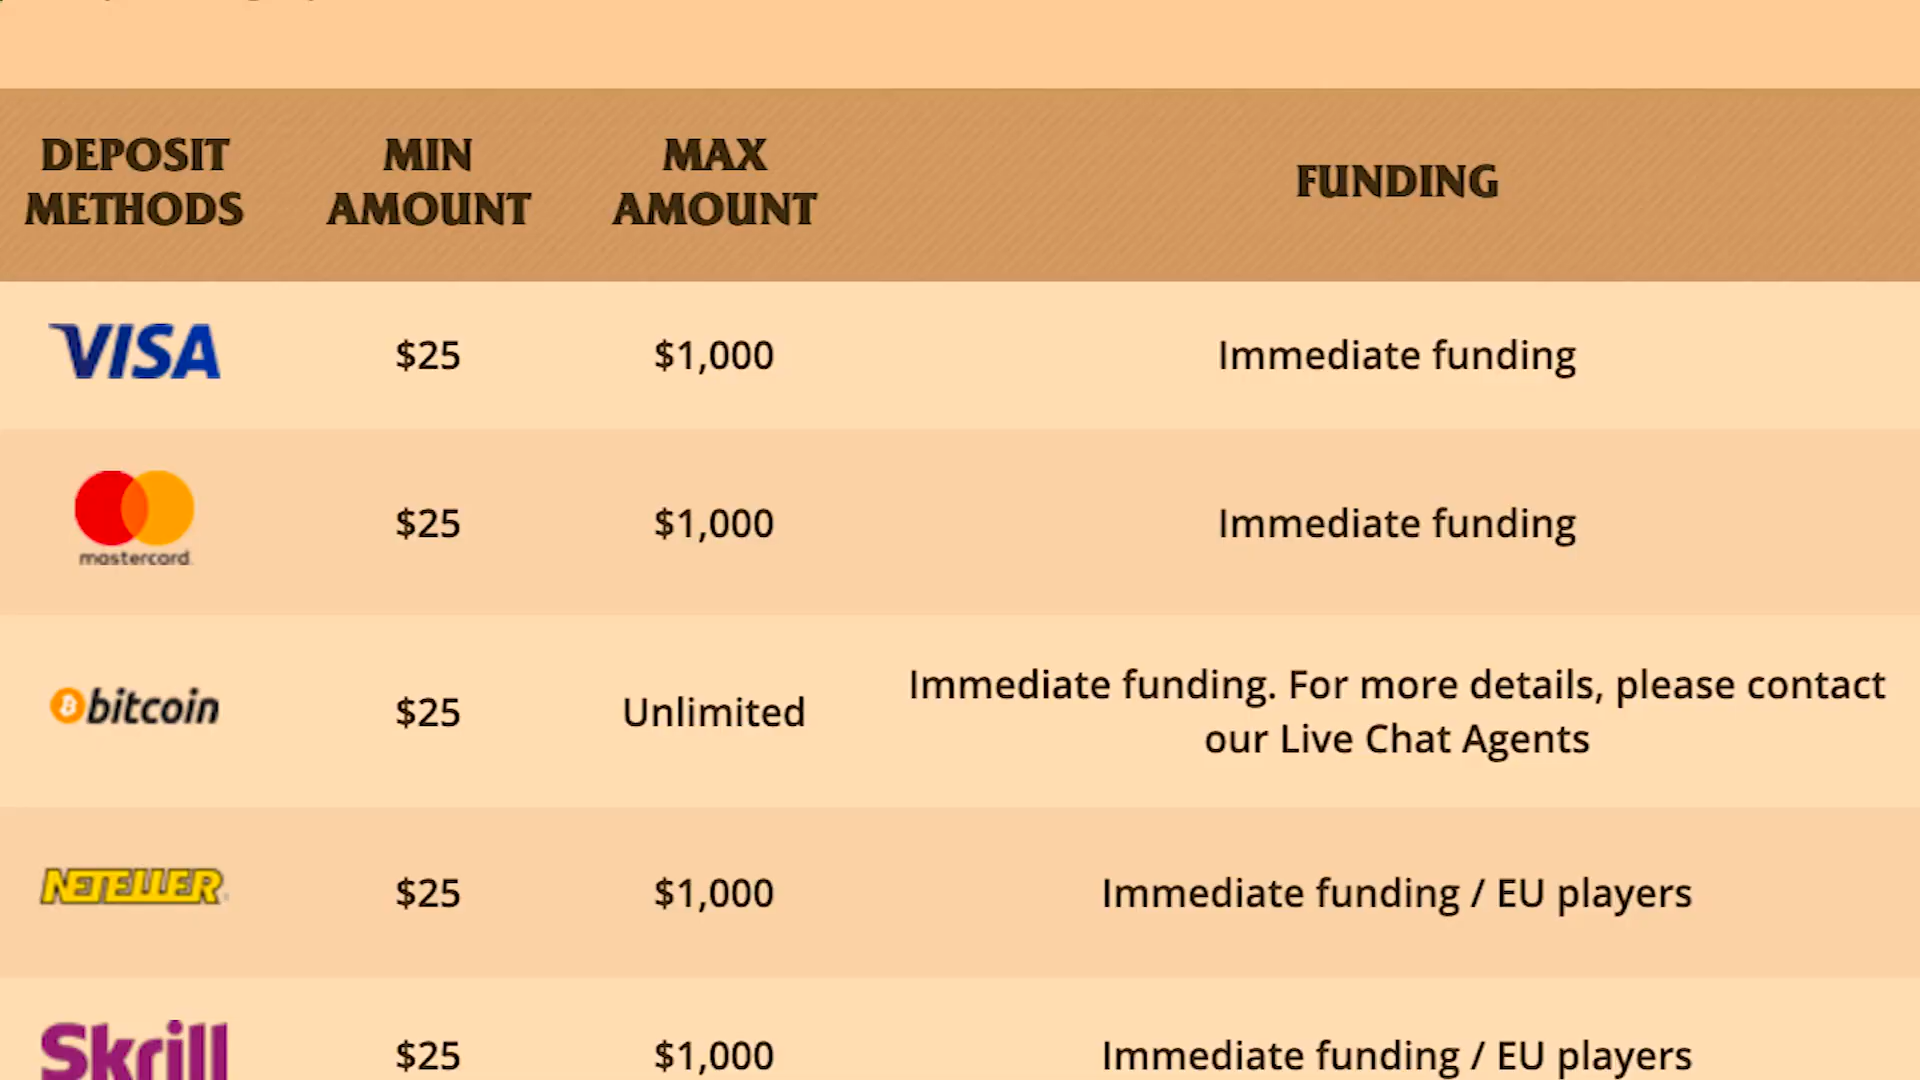 DEPOSIT METHODS
MIN AMOUNT
MAX AMOUNT
FUNDING
VISA
$25
$1,000
Immediate funding
mastercard.
$25
$1,000
Immediate funding
bitcoin
$25
Unlimited
Immediate funding. For more details, please contact
our Live Chat Agents
NETELLER
$25
$1,000
Immediate funding / EU players
Skrill
$25
$1,000
Immediate funding / EU players